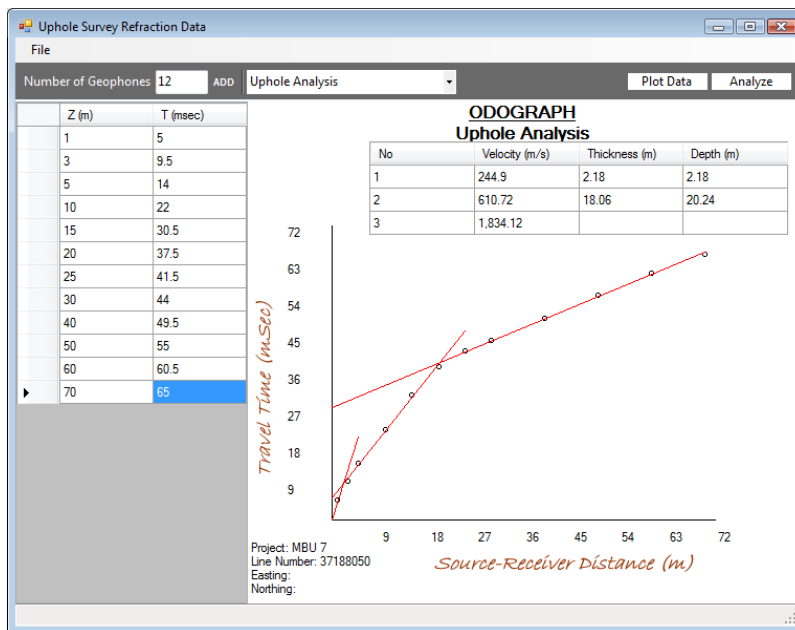 Uphole Survey Refraction Data
File
Number of Geophones 12 ADD Uphole Analysis Plot Data Analyze
Z (m) T (msec)
1 5
3 9.5
5 14
10 22
15 30.5
20 37.5
25 41.5
30 44
40 49.5
50 55
60 60.5
70 65
ODOGRAPH
Uphole Analysis
No Velocity (m/s) Thickness (m) Depth (m)
1 244.9 2.18 2.18
2 610.72 18.06 20.24
3 1,834.12
Travel Time (mSec)
72
63
54
45
36
27
18
9
9 18 27 36 45 54 63 72
Source-Receiver Distance (m)
Project: MBU 7
Line Number: 37188050
Easting:
Northing: